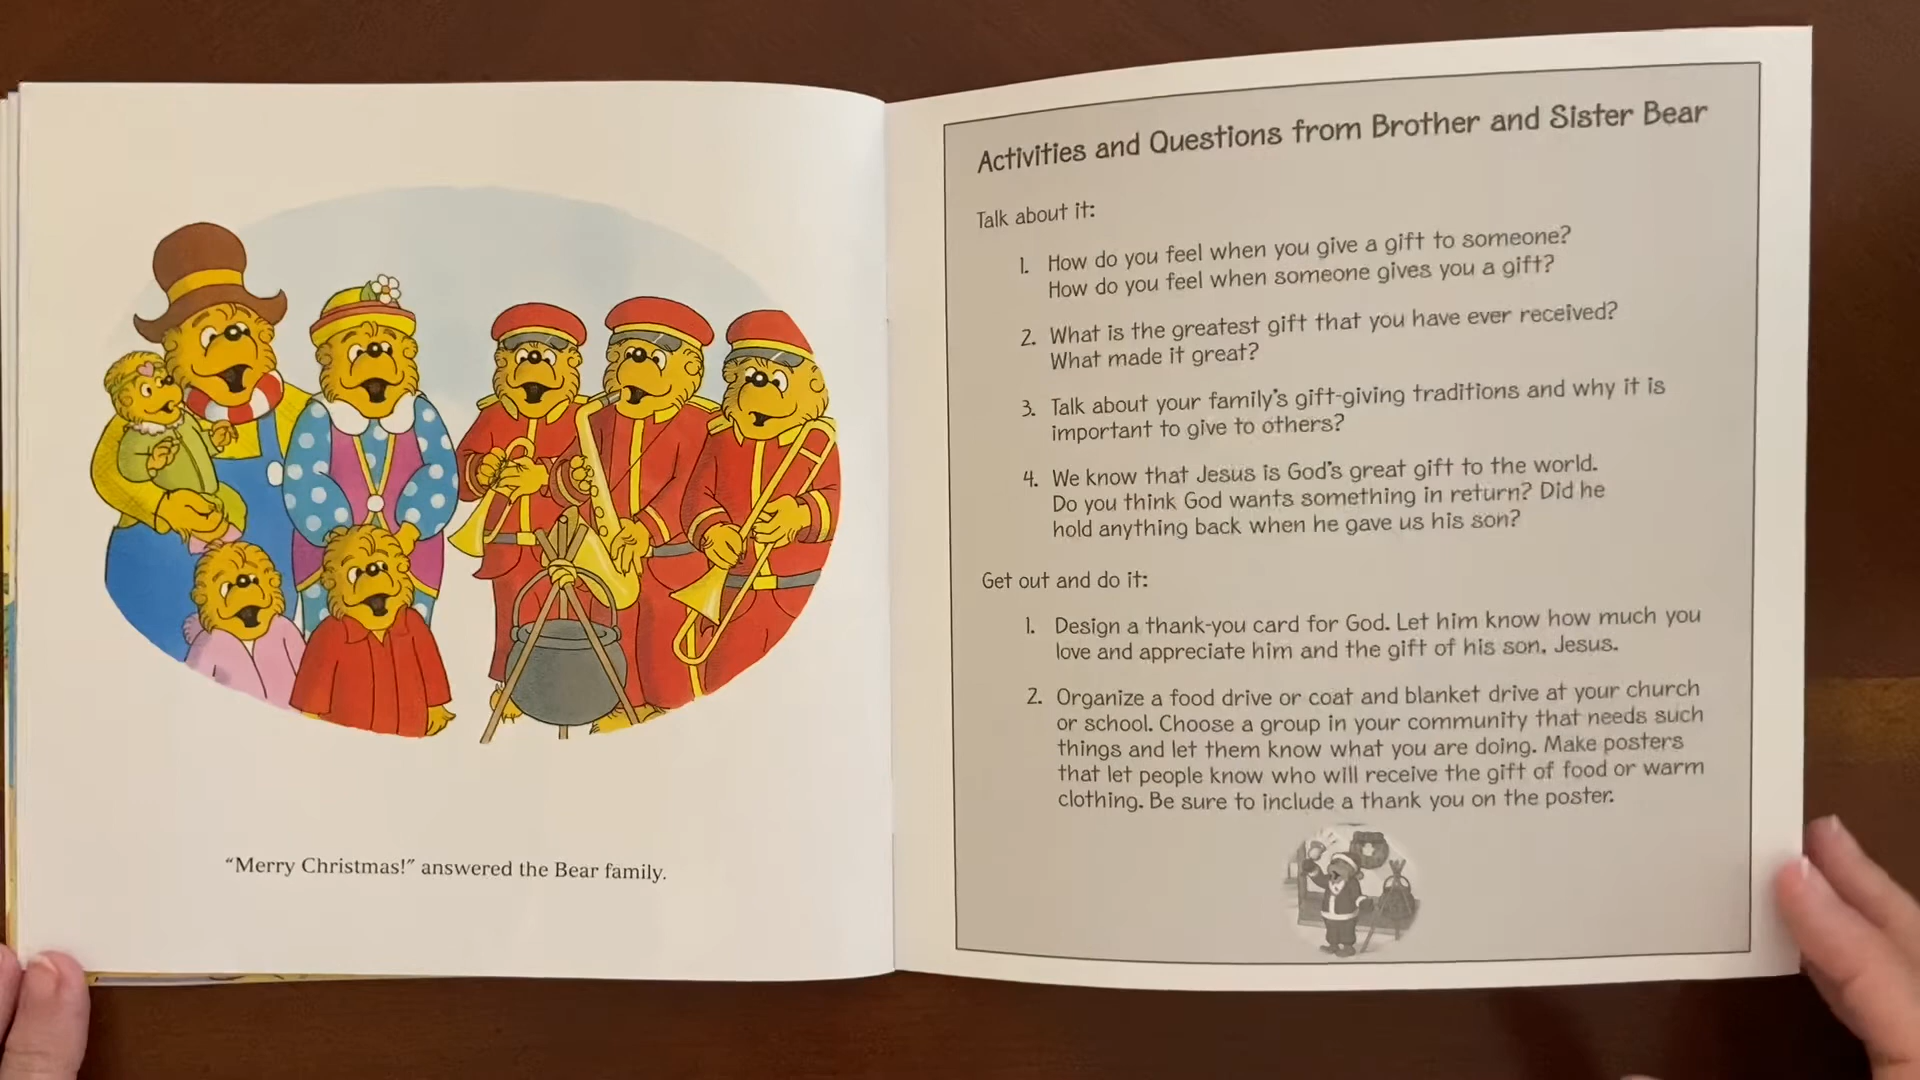 "Merry Christmas!" answered the Bear family.
Activities and Questions from Brother and Sister Bear
Talk about it:
1. How do you feel when you give a gift to someone?
How do you feel when someone gives you a gift?
2. What is the greatest gift that you have ever received?
What made it great?
3. Talk about your family's gift-giving traditions and why it is
important to give to others?
4. We know that Jesus is God's great gift to the world.
Do you think God wants something in return? Did he
hold anything back when he gave us his son?
Get out and do it:
1. Design a thank-you card for God. Let him know how much you
love and appreciate him and the gift of his son, Jesus.
2. Organize a food drive or coat and blanket drive at your church
or school. Choose a group in your community that needs such
things and let them know what you are doing. Make posters
that let people know who will receive the gift of food or warm
clothing. Be sure to include a thank you on the poster.